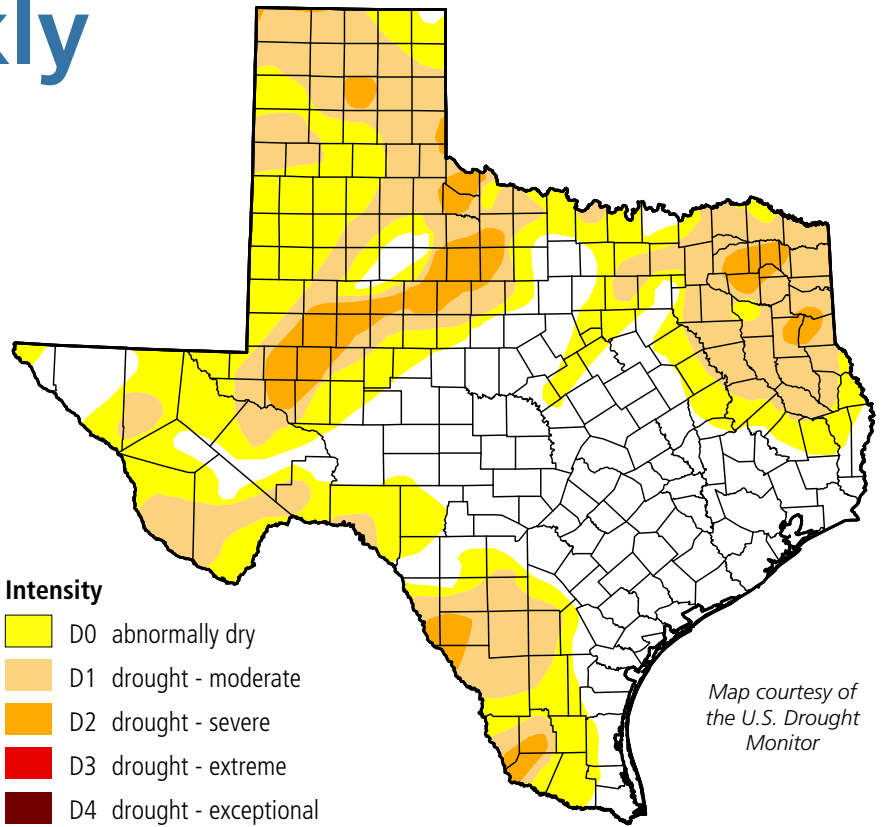 kly
Intensity
D0 abnormally dry
D1 drought - moderate
D2 drought - severe
D3 drought - extreme
D4 drought - exceptional
Map courtesy of
the U.S. Drought
Monitor